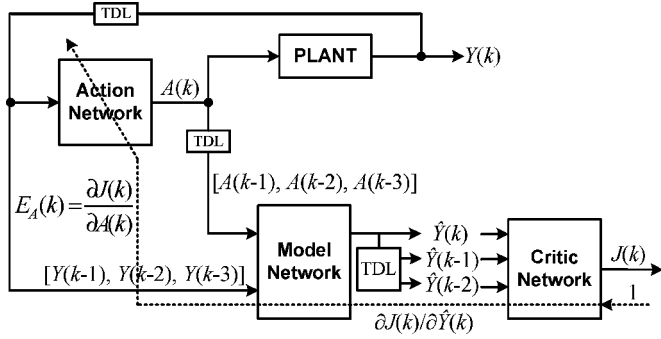 TDL
PLANT
Y(k)
Action
Network
A(k)
TDL
[A(k-1), A(k-2), A(k-3)]
E_A(k) = ∂J(k)/∂A(k)
Model
Network
Ŷ(k)
TDL
Ŷ(k-1)
Ŷ(k-2)
Critic
Network
J(k)
[Y(k-1), Y(k-2), Y(k-3)]
1
∂J(k)/∂Ŷ(k)